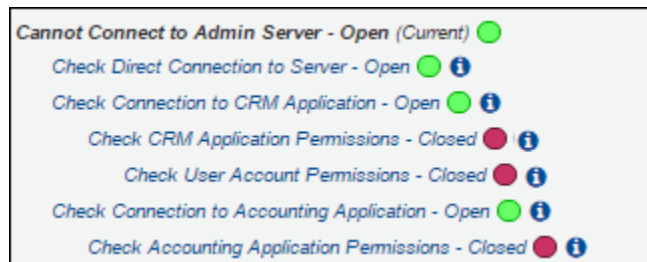 Cannot Connect to Admin Server - Open (Current)
Check Direct Connection to Server - Open
Check Connection to CRM Application - Open
Check CRM Application Permissions - Closed
Check User Account Permissions - Closed
Check Connection to Accounting Application - Open
Check Accounting Application Permissions - Closed